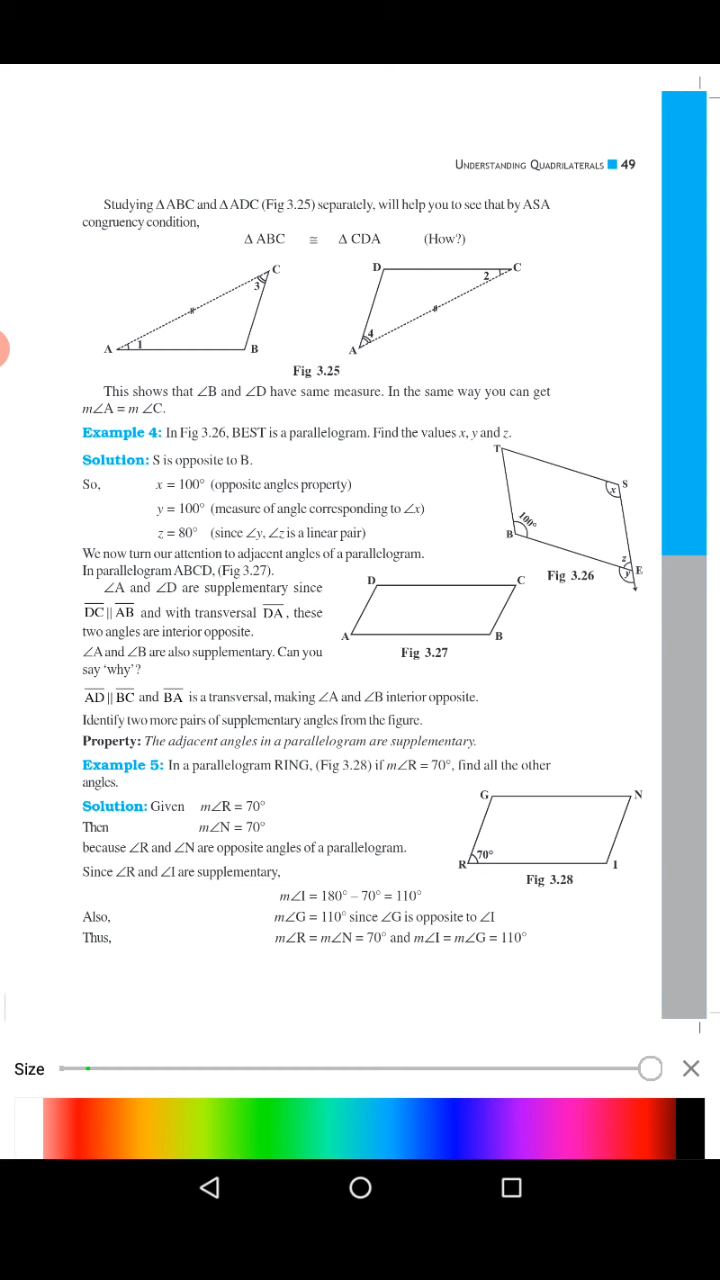 UNDERSTANDING QUADRILATERALS 49
Studying Δ ABC and Δ ADC (Fig 3.25) separately, will help you to see that by ASA
congruency condition,
Δ ABC ≅ Δ CDA (How?)
A 1 3 C B
D 2 C 4 A
Fig 3.25
This shows that ∠B and ∠D have same measure. In the same way you can get
m∠A = m ∠C.
Example 4: In Fig 3.26, BEST is a parallelogram. Find the values x, y and z.
Solution: S is opposite to B.
So, x = 100° (opposite angles property)
y = 100° (measure of angle corresponding to ∠x)
z = 80° (since ∠y, ∠z is a linear pair)
T S x 100° B z y E
Fig 3.26
We now turn our attention to adjacent angles of a parallelogram.
In parallelogram ABCD, (Fig 3.27).
∠A and ∠D are supplementary since
DC || AB and with transversal DA, these
two angles are interior opposite.
D C A B
Fig 3.27
∠A and ∠B are also supplementary. Can you
say 'why'?
AD || BC and BA is a transversal, making ∠A and ∠B interior opposite.
Identify two more pairs of supplementary angles from the figure.
Property: The adjacent angles in a parallelogram are supplementary.
Example 5: In a parallelogram RING, (Fig 3.28) if m∠R = 70°, find all the other
angles.
Solution: Given m∠R = 70°
Then m∠N = 70°
because ∠R and ∠N are opposite angles of a parallelogram.
G N 70° R I
Fig 3.28
Since ∠R and ∠I are supplementary,
m∠I = 180° – 70° = 110°
Also, m∠G = 110° since ∠G is opposite to ∠I
Thus, m∠R = m∠N = 70° and m∠I = m∠G = 110°
Size